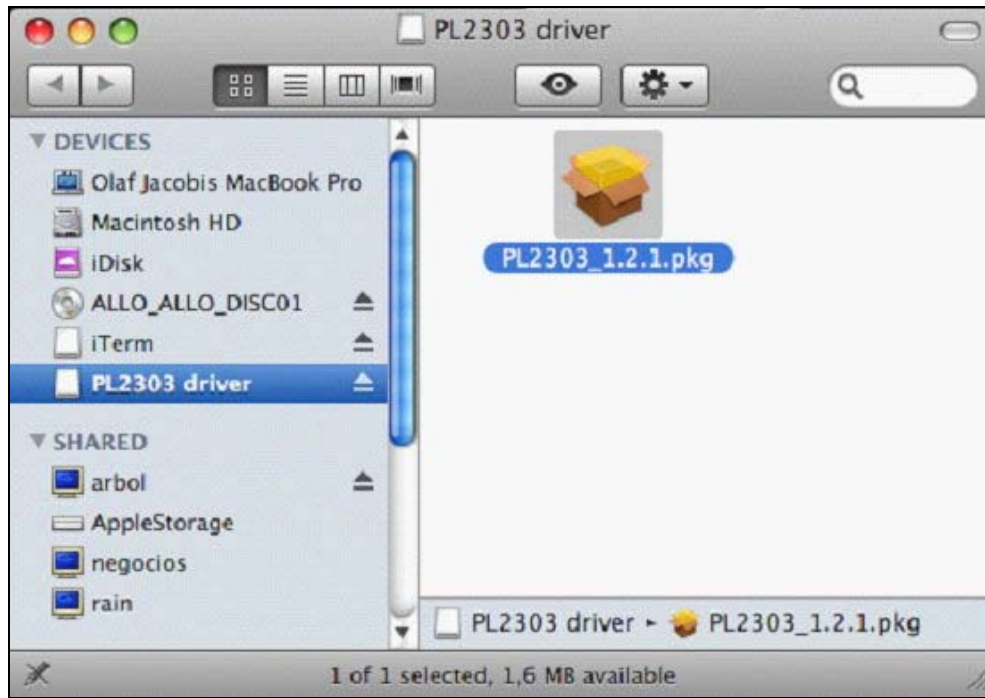 PL2303 driver
DEVICES
Olaf Jacobis MacBook Pro
Macintosh HD
iDisk
ALLO_ALLO_DISC01
iTerm
PL2303 driver
SHARED
arbol
AppleStorage
negocios
rain
PL2303_1.2.1.pkg
PL2303 driver ▸ PL2303_1.2.1.pkg
1 of 1 selected, 1,6 MB available